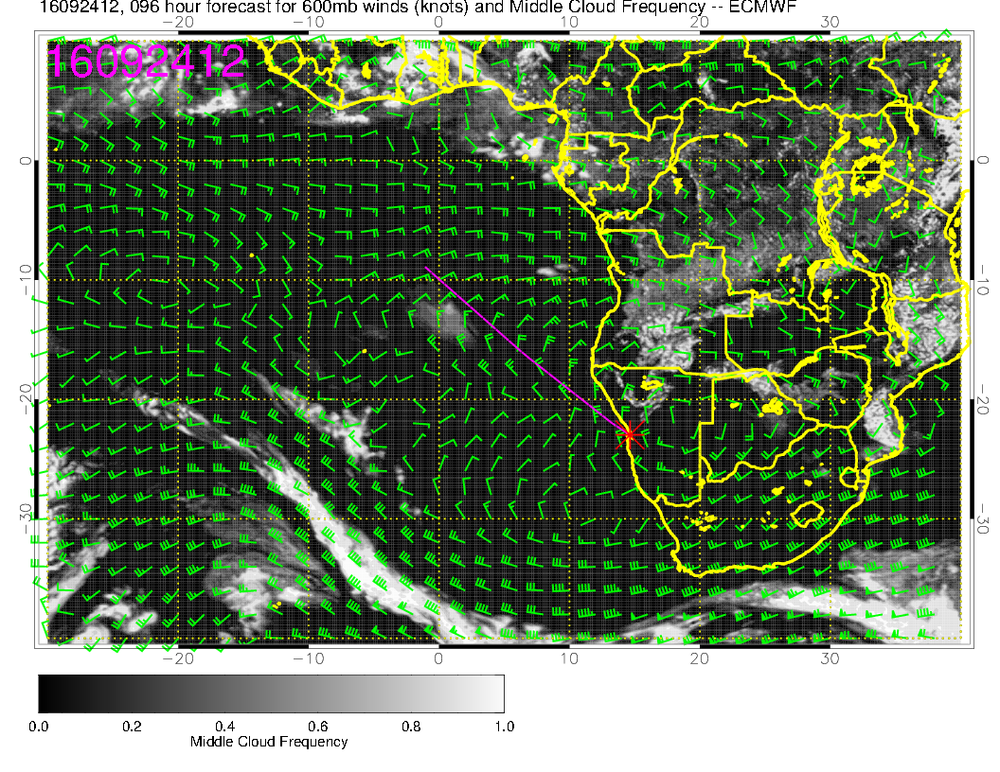 16092412, 096 hour forecast for 600mb winds (knots) and Middle Cloud Frequency -- ECMWF
−20 −10 0 10 20 30
16092412
0 0
−10 −10
−20 −20
−30 −30
−20 −10 0 10 20 30
0.0 0.2 0.4 0.6 0.8 1.0
Middle Cloud Frequency